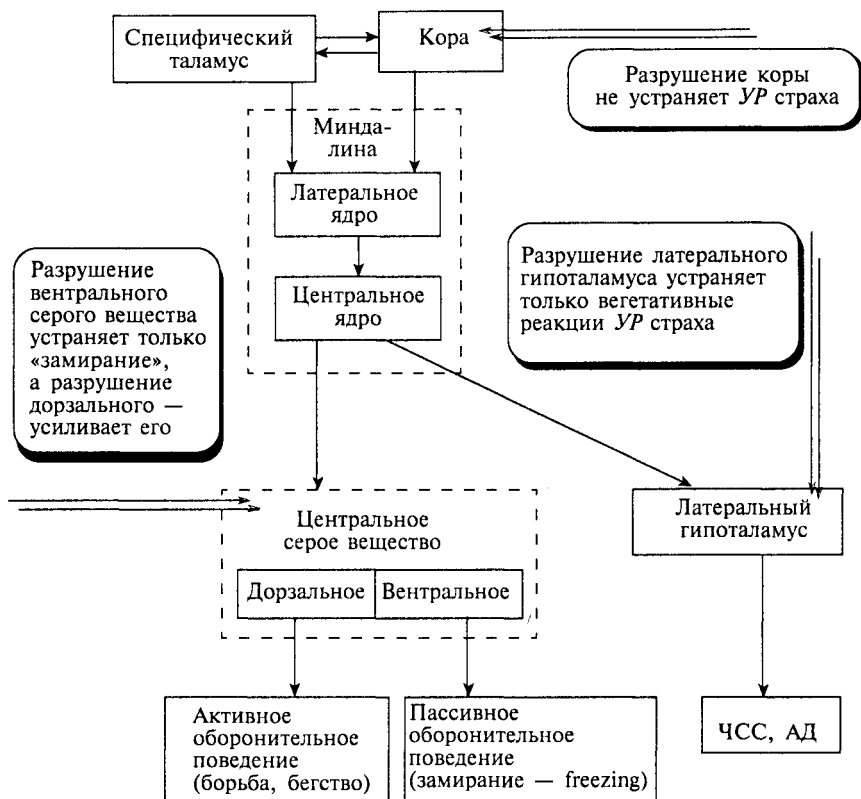 Специфический
таламус
Кора
Разрушение коры
не устраняет УР страха
Минда-
лина
Латеральное
ядро
Центральное
ядро
Разрушение
вентрального
серого вещества
устраняет только
«замирание»,
а разрушение
дорзального —
усиливает его
Разрушение латерального
гипоталамуса устраняет
только вегетативные
реакции УР страха
Центральное
серое вещество
Дорзальное
Вентральное
Латеральный
гипоталамус
Активное
оборонительное
поведение
(борьба, бегство)
Пассивное
оборонительное
поведение
(замирание — freezing)
ЧСС, АД